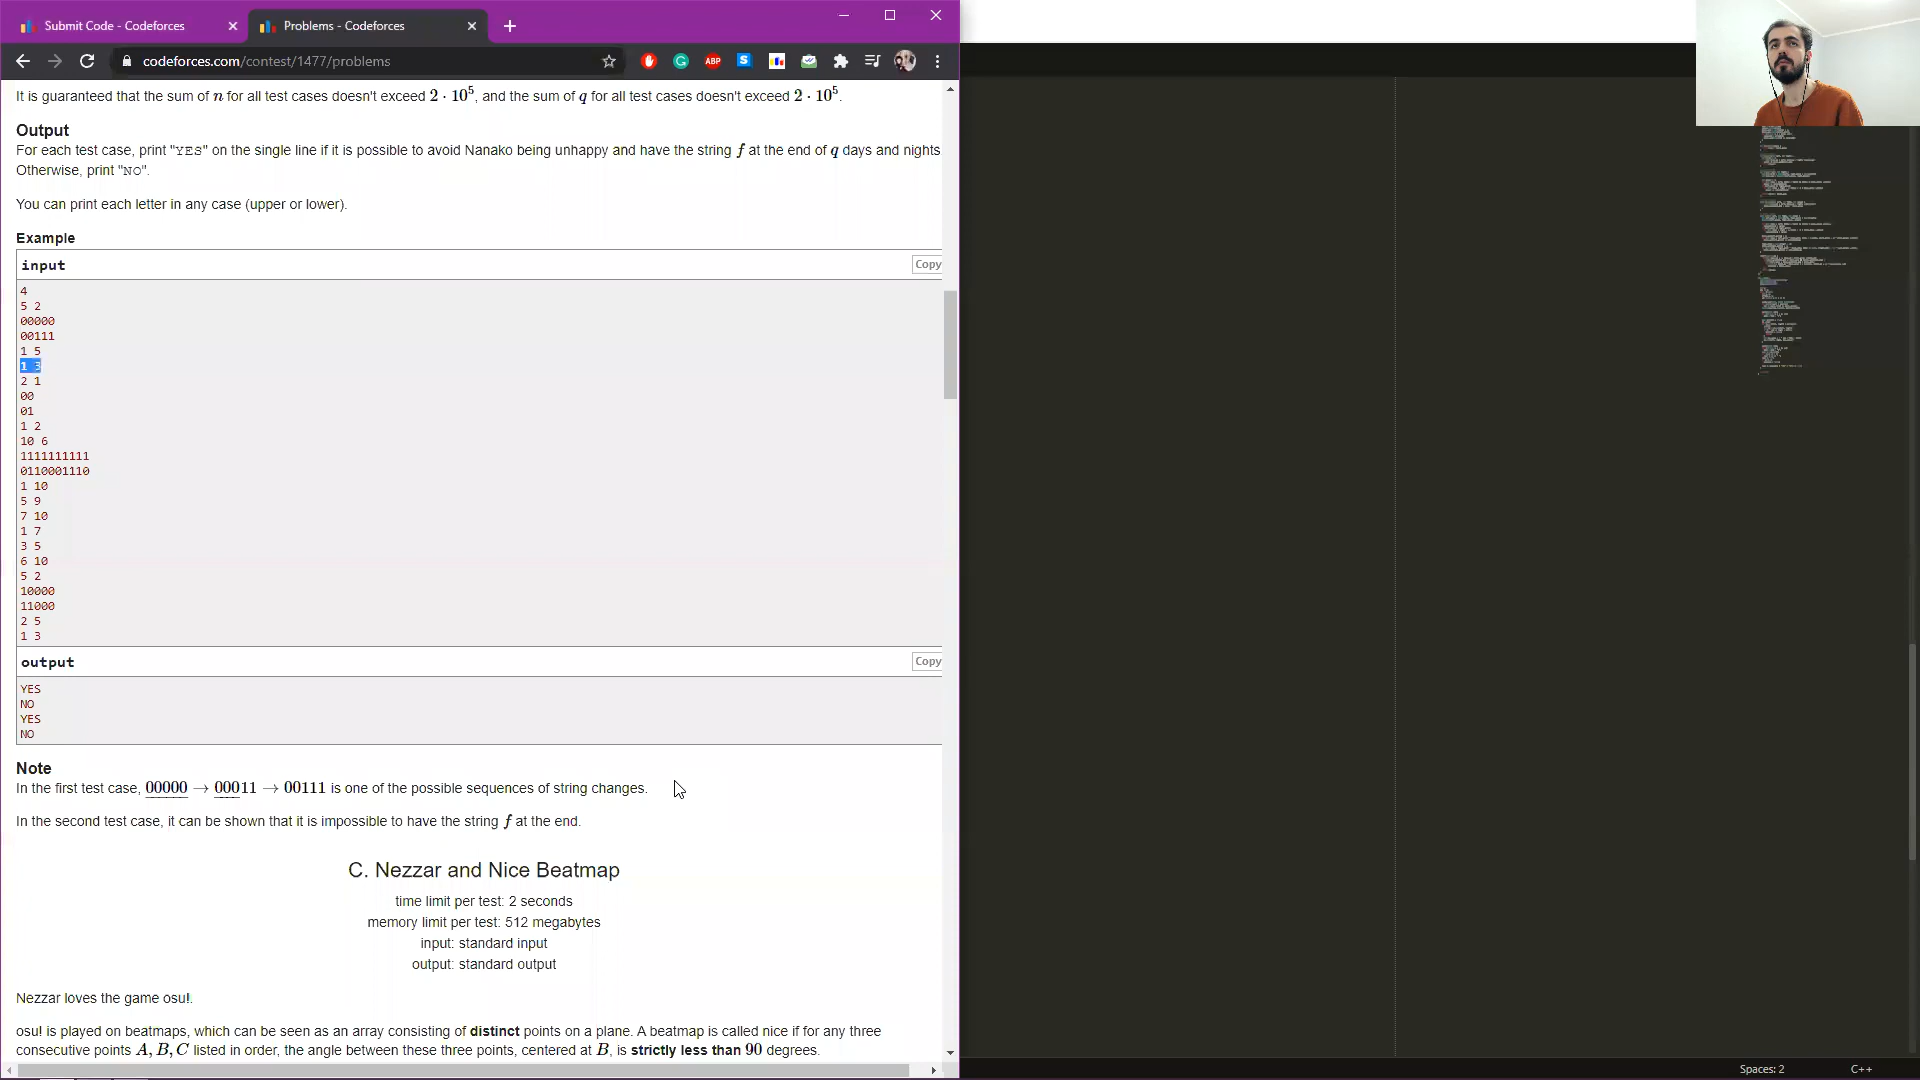 Submit Code - Codeforces
Problems - Codeforces
codeforces.com/contest/1477/problems
ABP
It is guaranteed that the sum of n for all test cases doesn't exceed 2 · 10^5, and the sum of q for all test cases doesn't exceed 2 · 10^5.
Output
For each test case, print "YES" on the single line if it is possible to avoid Nanako being unhappy and have the string f at the end of q days and nights
Otherwise, print "NO".
You can print each letter in any case (upper or lower).
Example
input
Copy
4
5 2
00000
00111
1 5
1 3
2 1
00
01
1 2
10 6
1111111111
0110001110
1 10
5 9
7 10
1 7
3 5
6 10
5 2
10000
11000
2 5
1 3
output
Copy
YES
NO
YES
NO
Note
In the first test case, 00000 → 00011 → 00111 is one of the possible sequences of string changes.
In the second test case, it can be shown that it is impossible to have the string f at the end.
C. Nezzar and Nice Beatmap
time limit per test: 2 seconds
memory limit per test: 512 megabytes
input: standard input
output: standard output
Nezzar loves the game osu!.
osu! is played on beatmaps, which can be seen as an array consisting of distinct points on a plane. A beatmap is called nice if for any three
consecutive points A, B, C listed in order, the angle between these three points, centered at B, is strictly less than 90 degrees.
Spaces: 2
C++